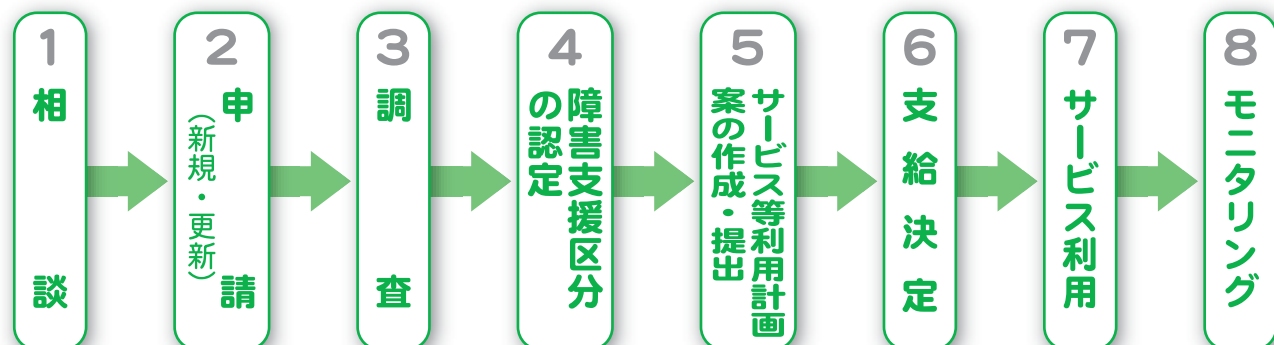 1
相談
2
申請
（新規・更新）
3
調査
4
障害支援区分
の認定
5
サービス等利用計画
案の作成・提出
6
支給決定
7
サービス利用
8
モニタリング